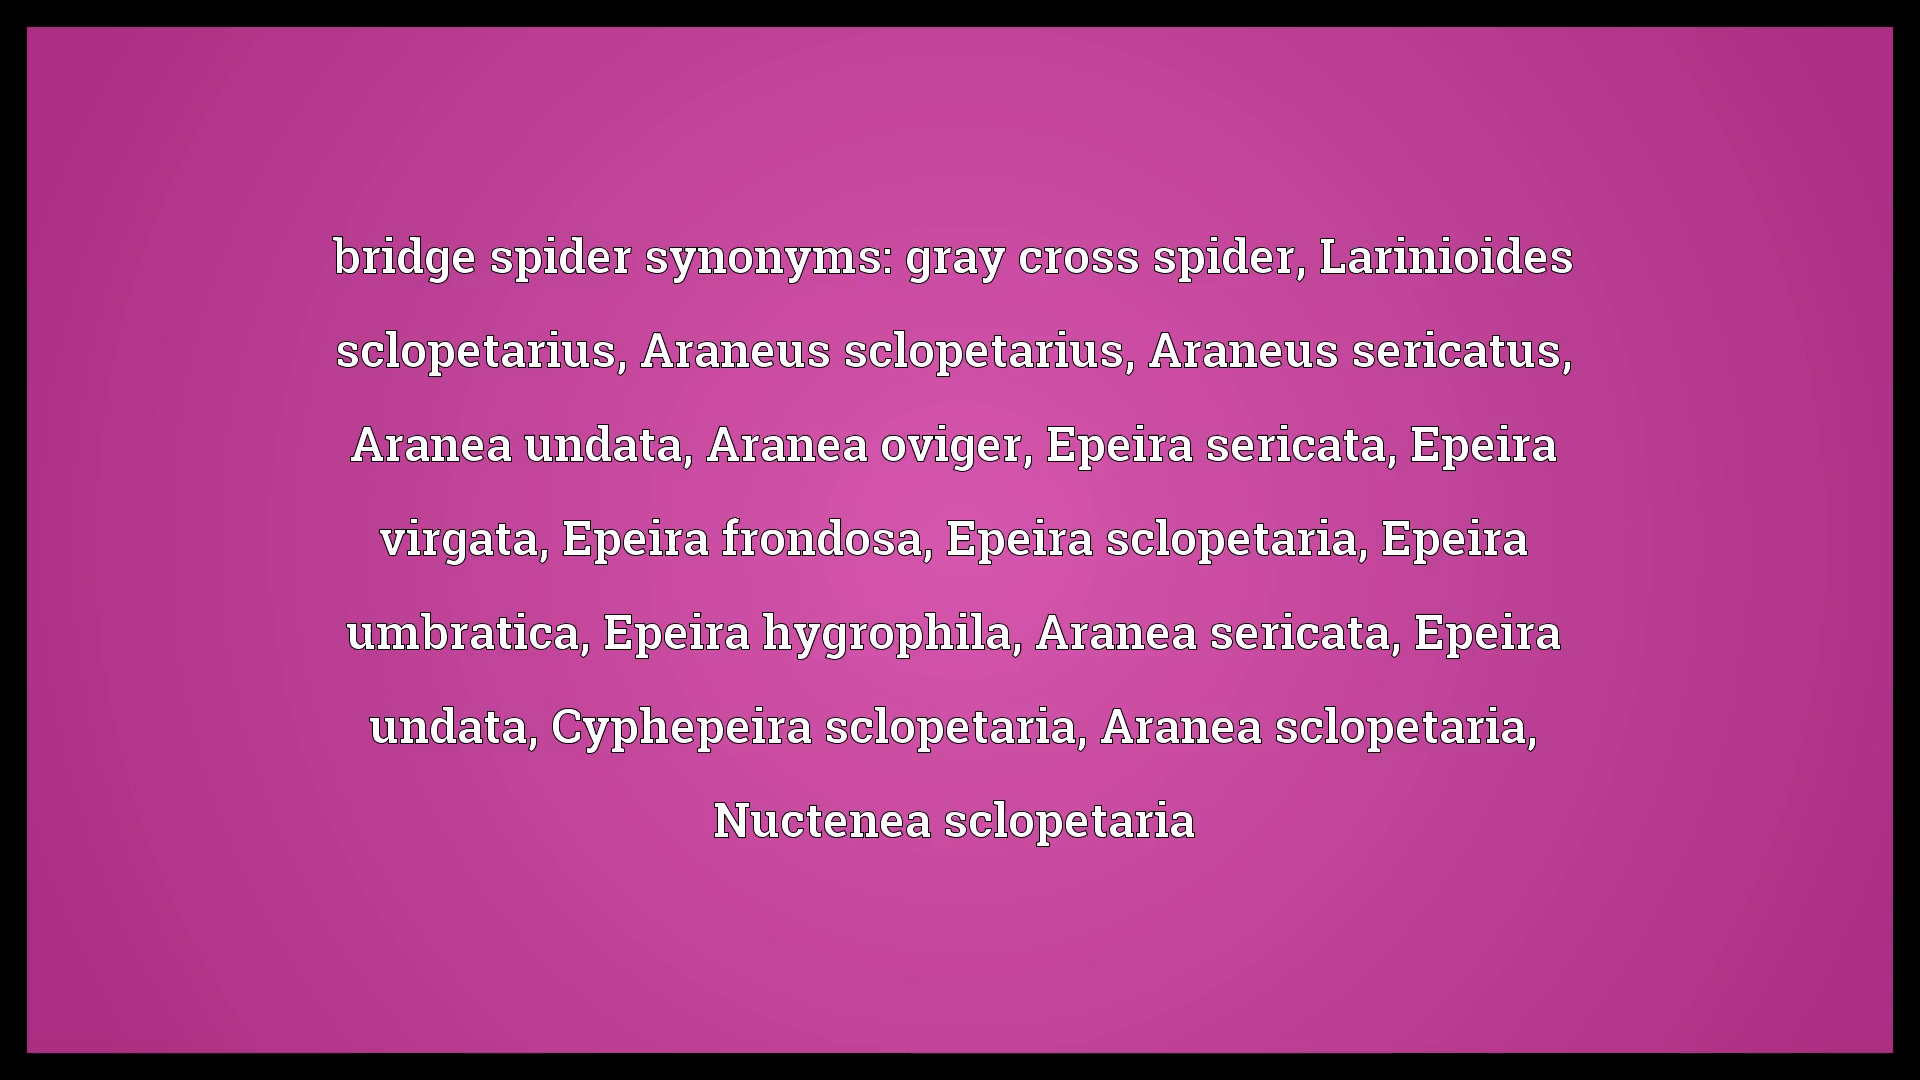 bridge spider synonyms: gray cross spider, Larinioides
sclopetarius, Araneus sclopetarius, Araneus sericatus,
Aranea undata, Aranea oviger, Epeira sericata, Epeira
virgata, Epeira frondosa, Epeira sclopetaria, Epeira
umbratica, Epeira hygrophila, Aranea sericata, Epeira
undata, Cyphepeira sclopetaria, Aranea sclopetaria,
Nuctenea sclopetaria